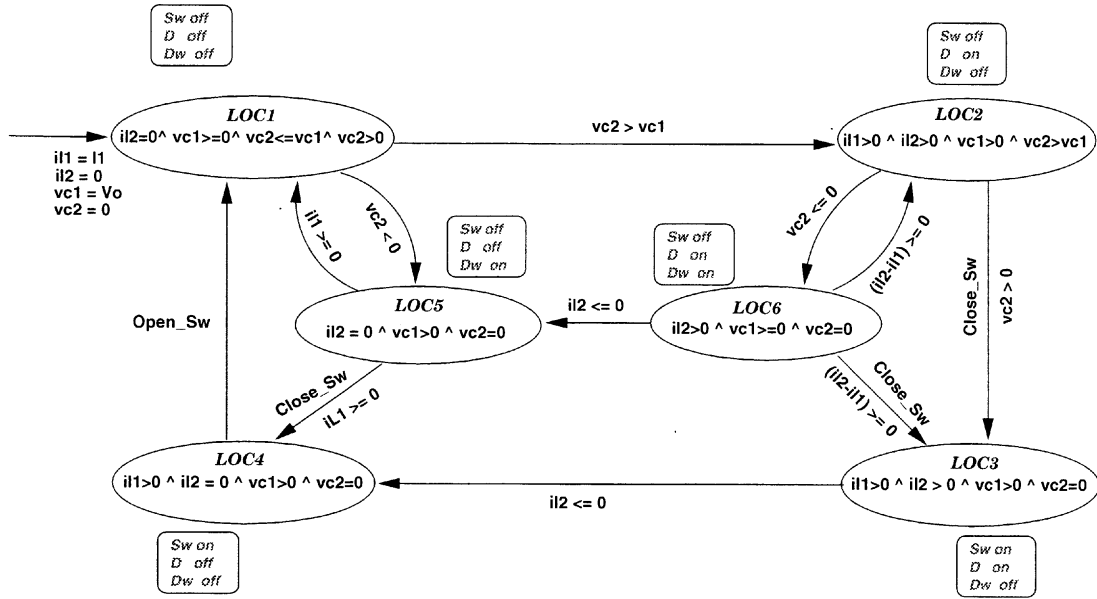 Sw off
D off
Dw off
Sw off
D on
Dw off
LOC1
il2=0^ vc1>=0^ vc2<=vc1^ vc2>0
vc2 > vc1
LOC2
il1>0 ^ il2>0 ^ vc1>0 ^ vc2>vc1
il1 = I1
il2 = 0
vc1 = Vo
vc2 = 0
il1 >= 0
vc2 < 0
Sw off
D off
Dw on
Sw off
D on
Dw on
vc2 <= 0
(il2-il1) >= 0
Close_Sw
vc2 > 0
Open_Sw
LOC5
il2 = 0 ^ vc1>0 ^ vc2=0
il2 <= 0
LOC6
il2>0 ^ vc1>=0 ^ vc2=0
Close_Sw
iL1 >= 0
Close_Sw
(il2-il1) >= 0
LOC4
il1>0 ^ il2 = 0 ^ vc1>0 ^ vc2=0
il2 <= 0
LOC3
il1>0 ^ il2 > 0 ^ vc1>0 ^ vc2=0
Sw on
D off
Dw off
Sw on
D on
Dw off